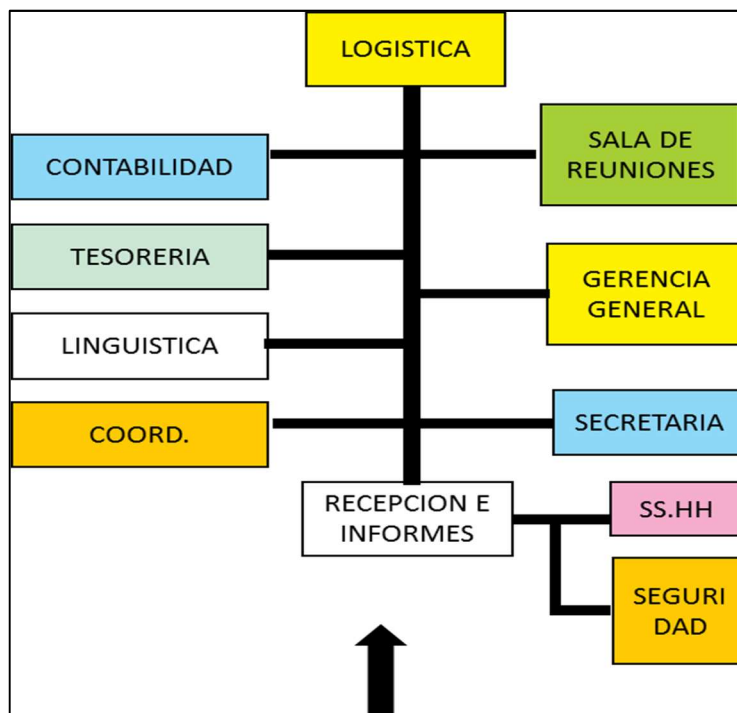 LOGISTICA
CONTABILIDAD
SALA DE
REUNIONES
TESORERIA
GERENCIA
GENERAL
LINGUISTICA
COORD.
SECRETARIA
RECEPCION E
INFORMES
SS.HH
SEGURI
DAD